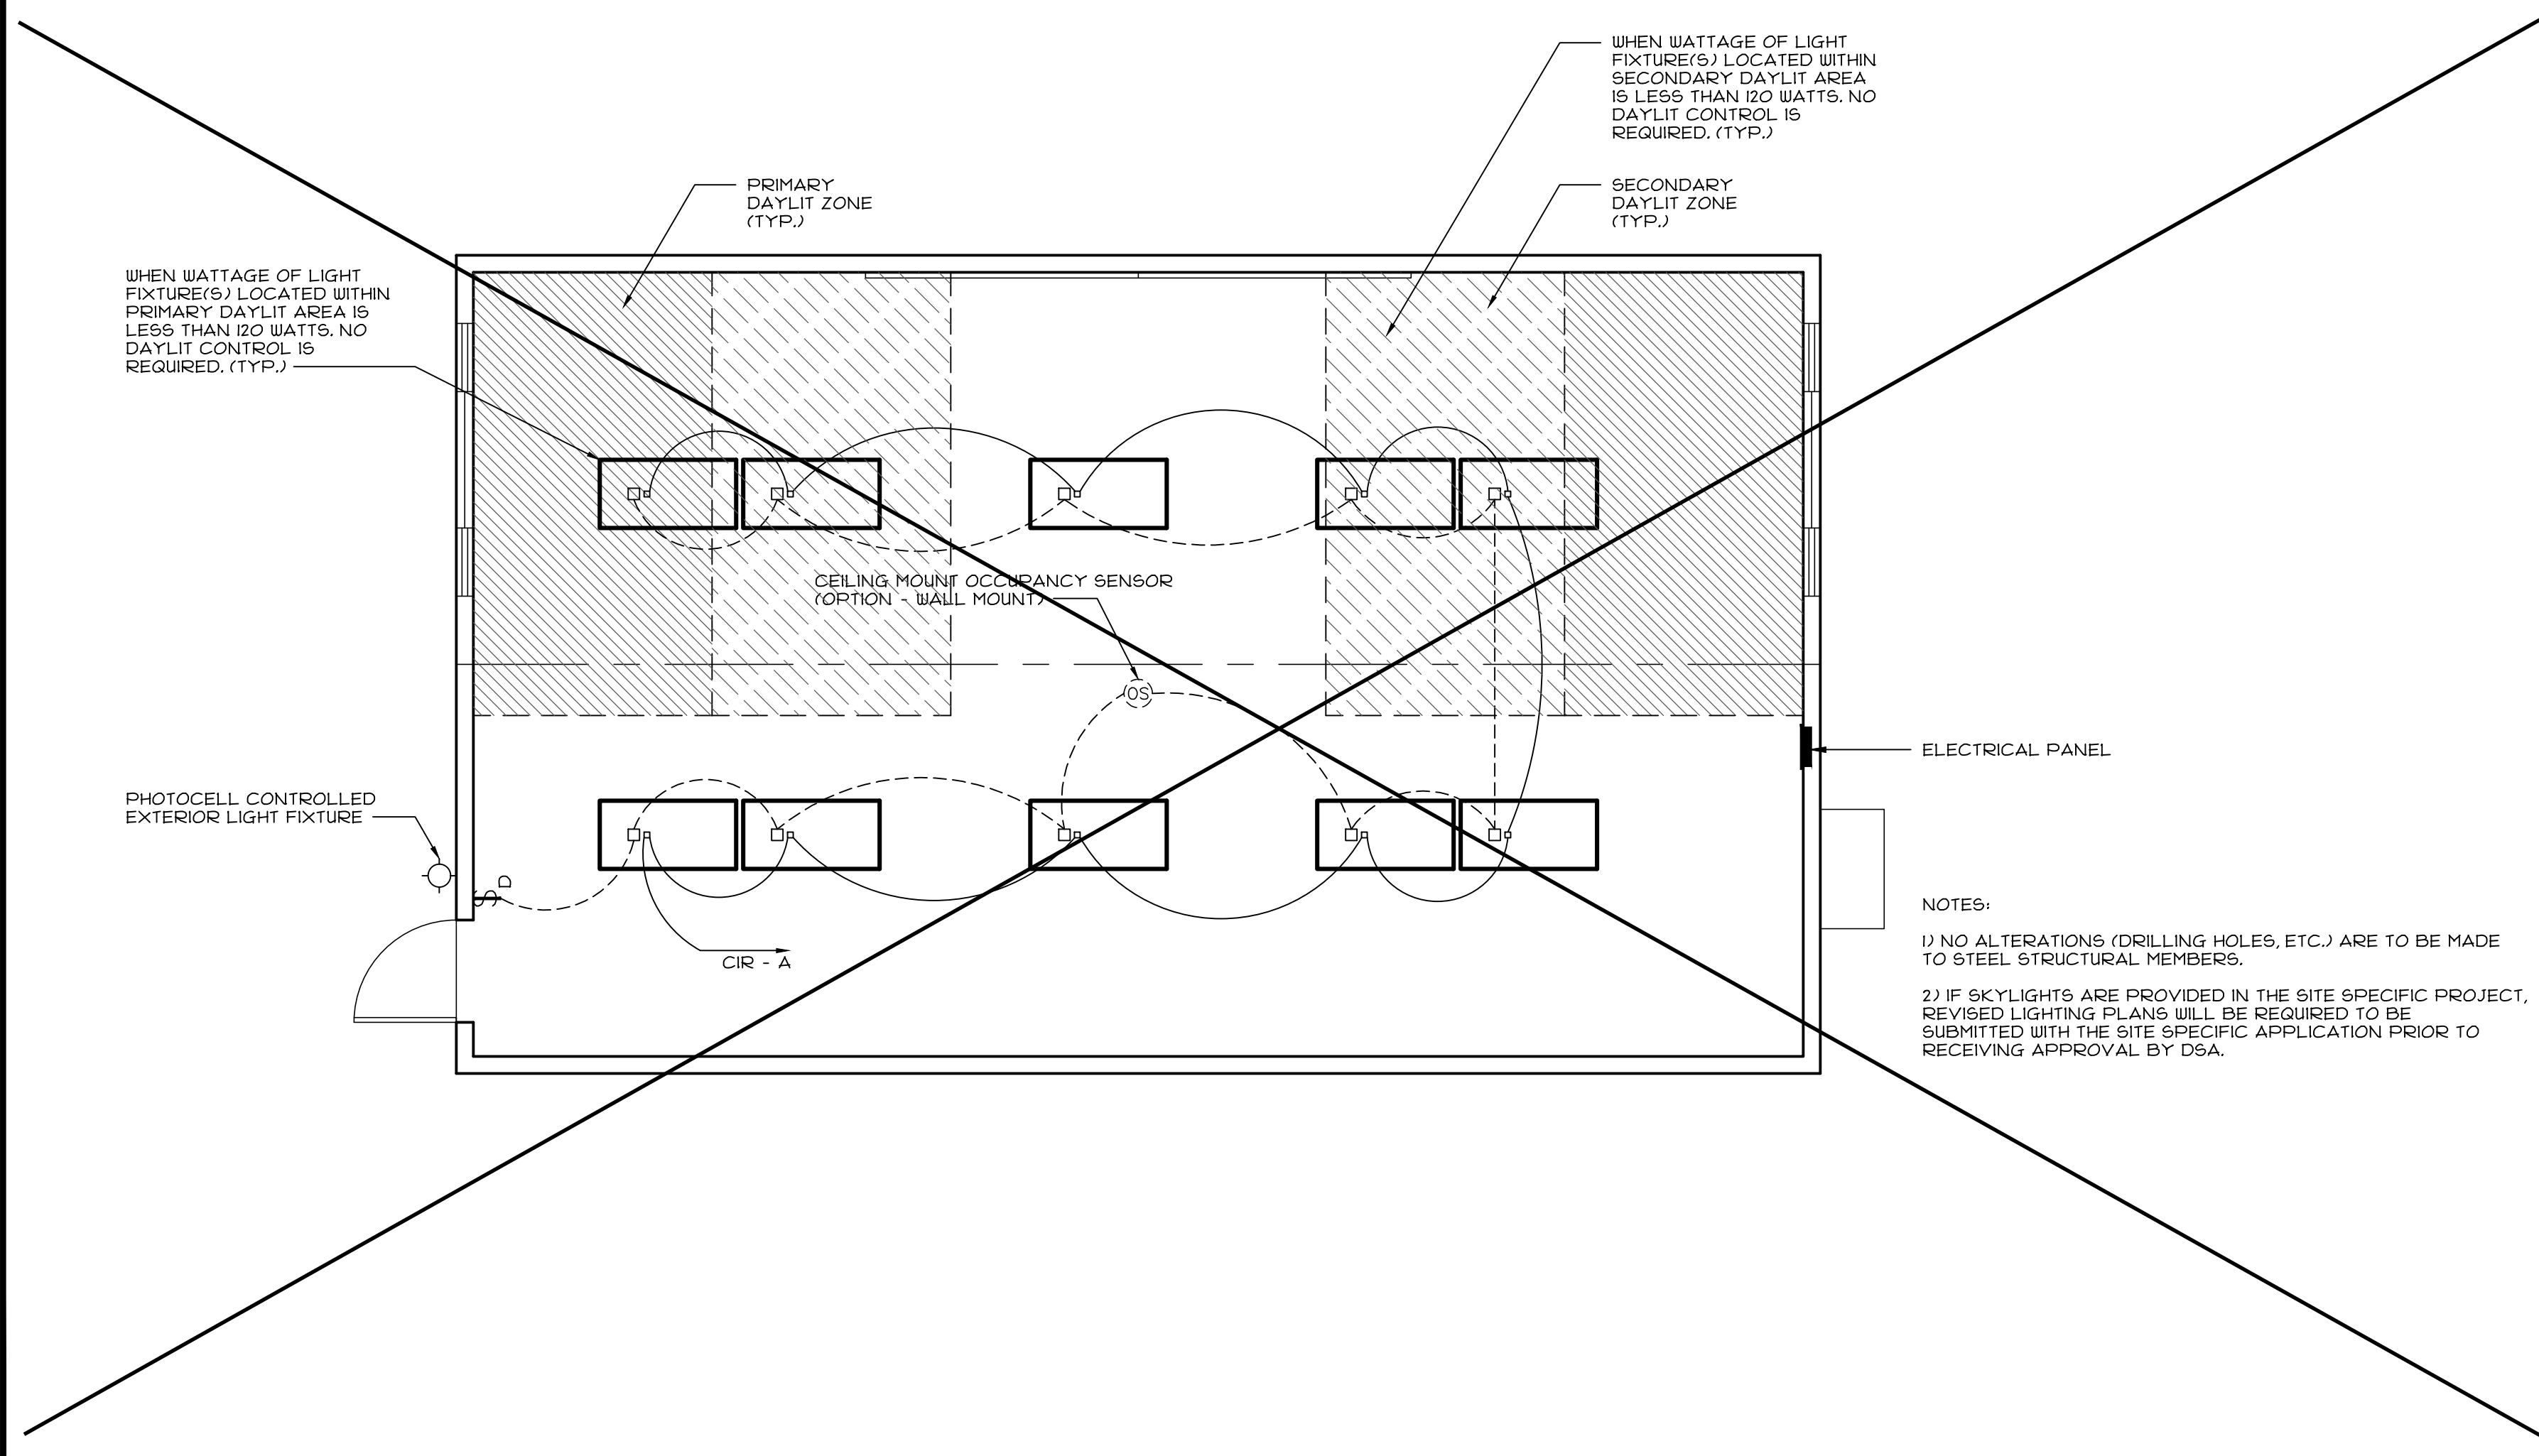 WHEN WATTAGE OF LIGHT
FIXTURE(S) LOCATED WITHIN
SECONDARY DAYLIT AREA
IS LESS THAN 120 WATTS. NO
DAYLIT CONTROL IS
REQUIRED. (TYP.)
PRIMARY
DAYLIT ZONE
(TYP.)
SECONDARY
DAYLIT ZONE
(TYP.)
WHEN WATTAGE OF LIGHT
FIXTURE(S) LOCATED WITHIN
PRIMARY DAYLIT AREA IS
LESS THAN 120 WATTS. NO
DAYLIT CONTROL IS
REQUIRED. (TYP.)
CEILING MOUNT OCCUPANCY SENSOR
(OPTION - WALL MOUNT)
OS
ELECTRICAL PANEL
PHOTOCELL CONTROLLED
EXTERIOR LIGHT FIXTURE
$ D
CIR - A
NOTES:
1) NO ALTERATIONS (DRILLING HOLES, ETC.) ARE TO BE MADE
TO STEEL STRUCTURAL MEMBERS.
2) IF SKYLIGHTS ARE PROVIDED IN THE SITE SPECIFIC PROJECT,
REVISED LIGHTING PLANS WILL BE REQUIRED TO BE
SUBMITTED WITH THE SITE SPECIFIC APPLICATION PRIOR TO
RECEIVING APPROVAL BY DSA.